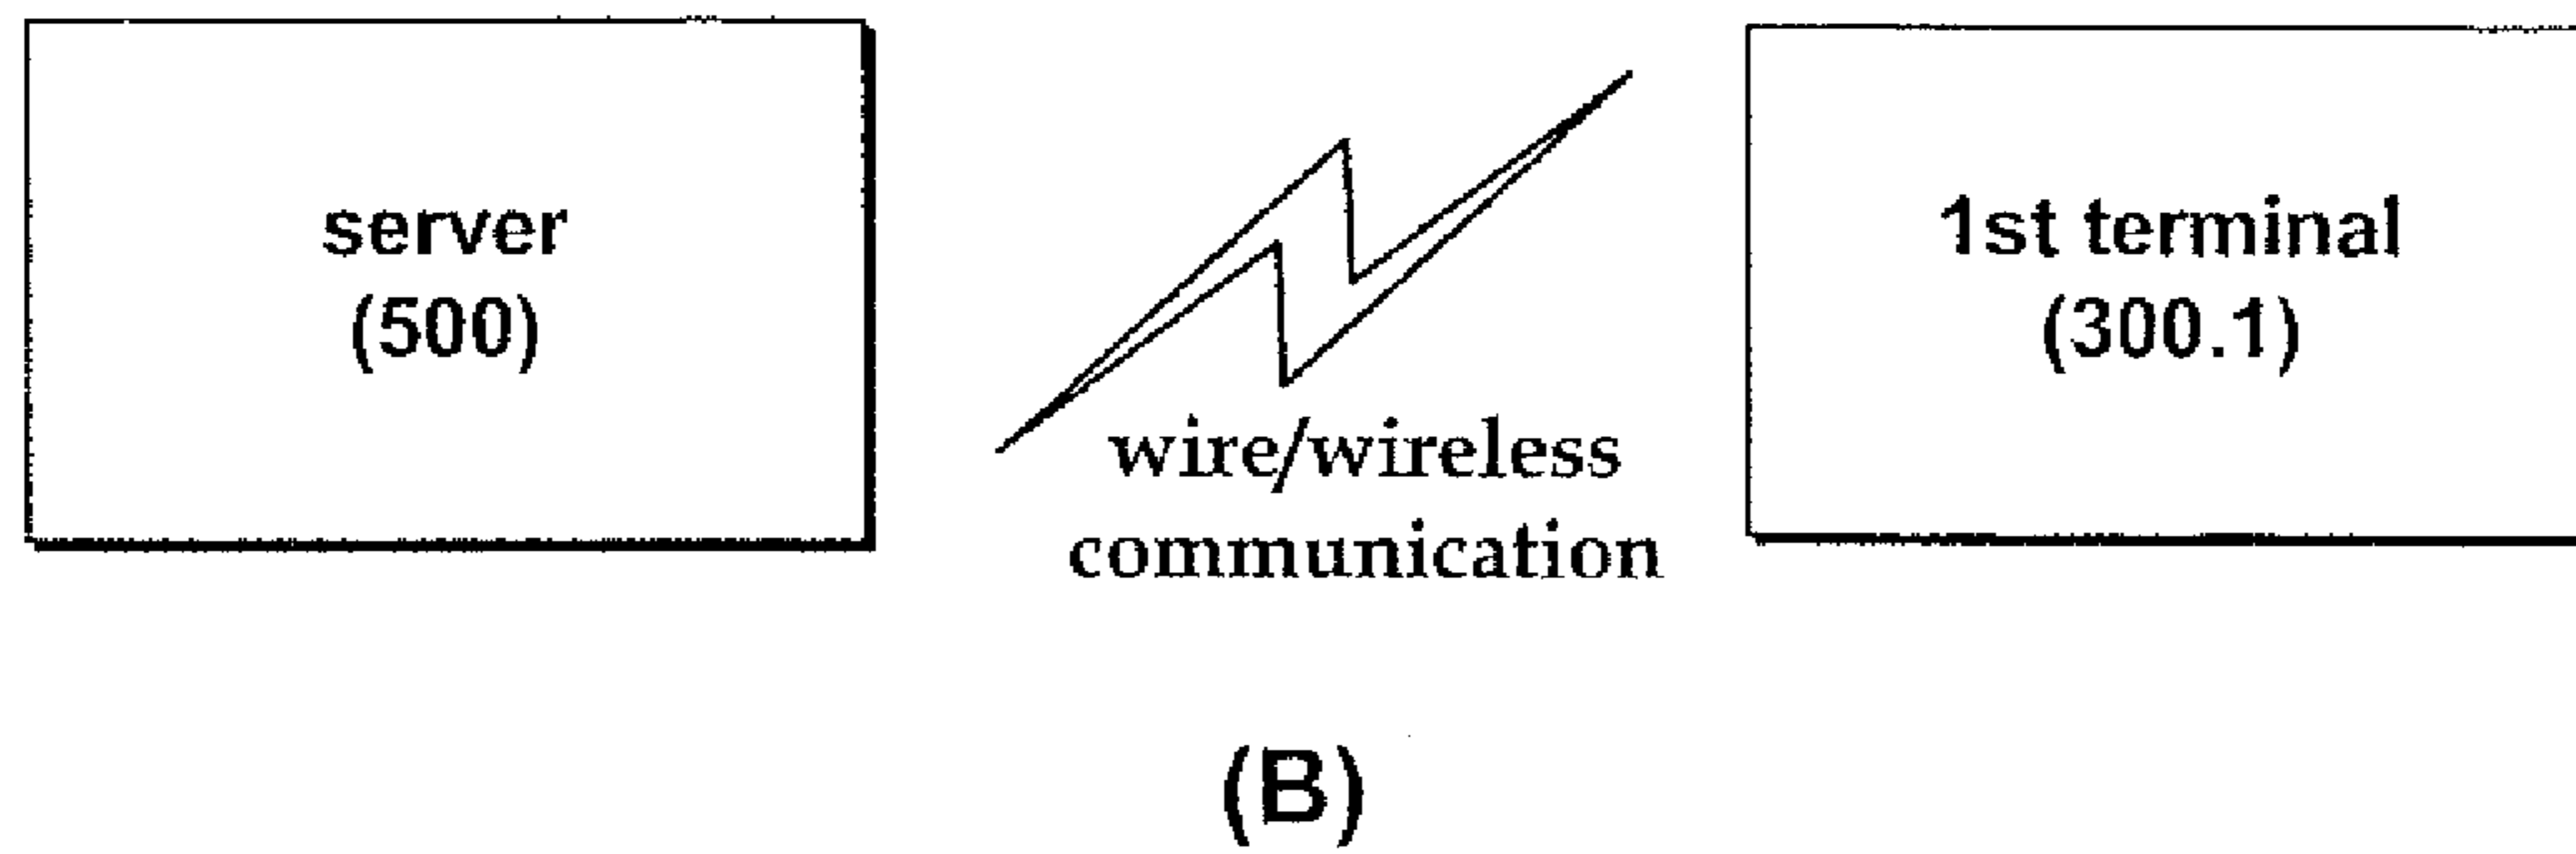 server
(500)
wire/wireless
communication
1st terminal
(300.1)
(B)